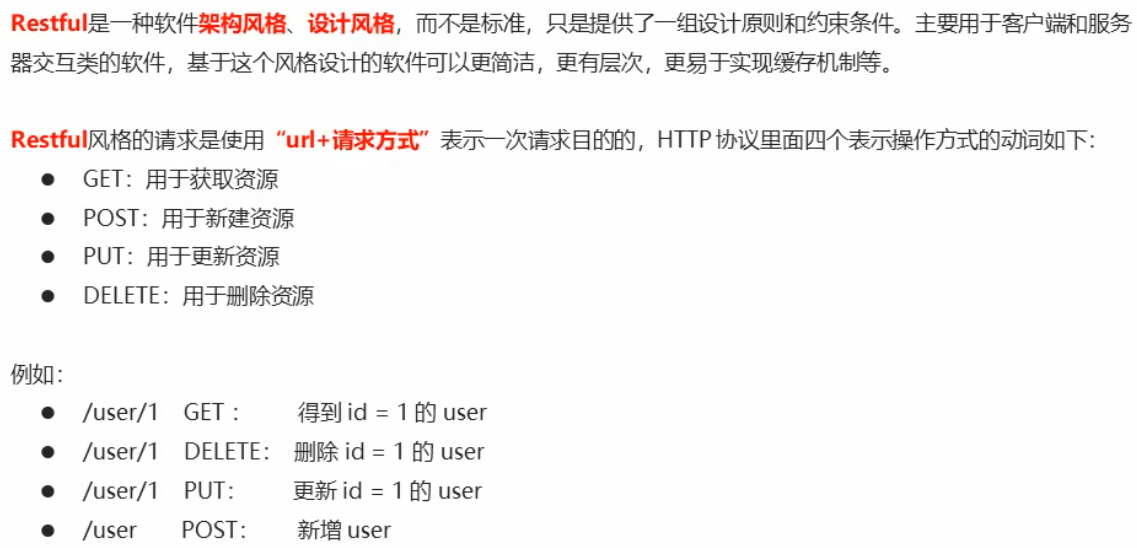 Restful是一种软件架构风格、设计风格，而不是标准，只是提供了一组设计原则和约束条件。主要用于客户端和服务
器交互类的软件，基于这个风格设计的软件可以更简洁，更有层次，更易于实现缓存机制等。
Restful风格的请求是使用“url+请求方式”表示一次请求目的的，HTTP 协议里面四个表示操作方式的动词如下：
● GET：用于获取资源
● POST：用于新建资源
● PUT：用于更新资源
● DELETE：用于删除资源
例如：
● /user/1 GET ： 得到 id = 1 的 user
● /user/1 DELETE： 删除 id = 1 的 user
● /user/1 PUT： 更新 id = 1 的 user
● /user POST： 新增 user